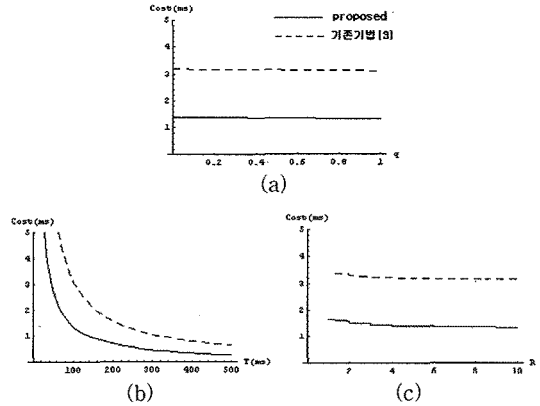 Cost(ms)
proposed
기존기법[3]
5
4
3
2
1
0.2 0.4 0.6 0.8 1 q
(a)
Cost(ms)
5
4
3
2
1
100 200 300 400 500 T(ms)
(b)
Cost(ms)
5
4
3
2
1
2 4 6 8 10 R
(c)